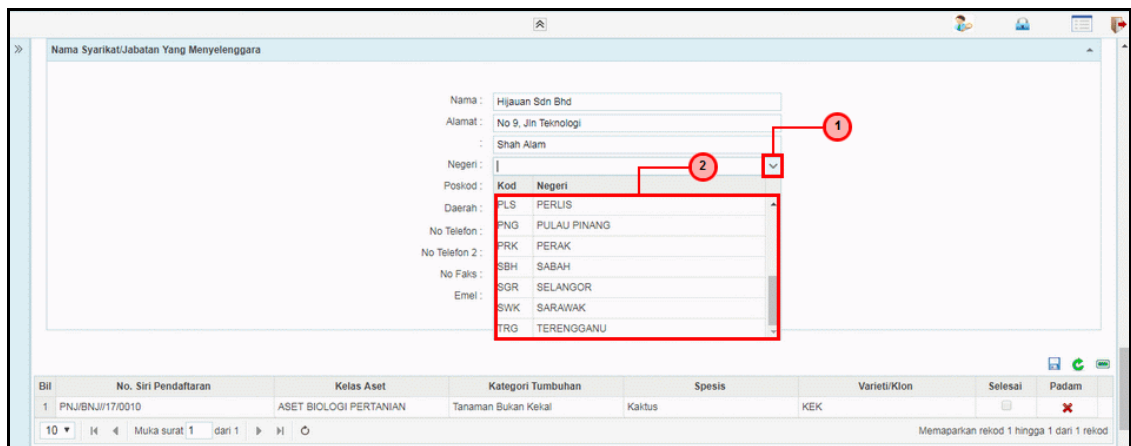 Nama Syarikat/Jabatan Yang Menyelenggara
Nama : Hijauan Sdn Bhd
Alamat : No 9, Jln Teknologi
: Shah Alam
1
Negeri :
2
Poskod : Kod Negeri
Daerah : PLS PERLIS
No Telefon : PNG PULAU PINANG
No Telefon 2 : PRK PERAK
No Faks : SBH SABAH
Emel : SGR SELANGOR
SWK SARAWAK
TRG TERENGGANU
Bil No. Siri Pendaftaran Kelas Aset Kategori Tumbuhan Spesis Varieti/Klon Selesai Padam
1 PNJ/BNJ//17/0010 ASET BIOLOGI PERTANIAN Tanaman Bukan Kekal Kaktus KEK
10 Muka surat 1 dari 1 Memaparkan rekod 1 hingga 1 dari 1 rekod